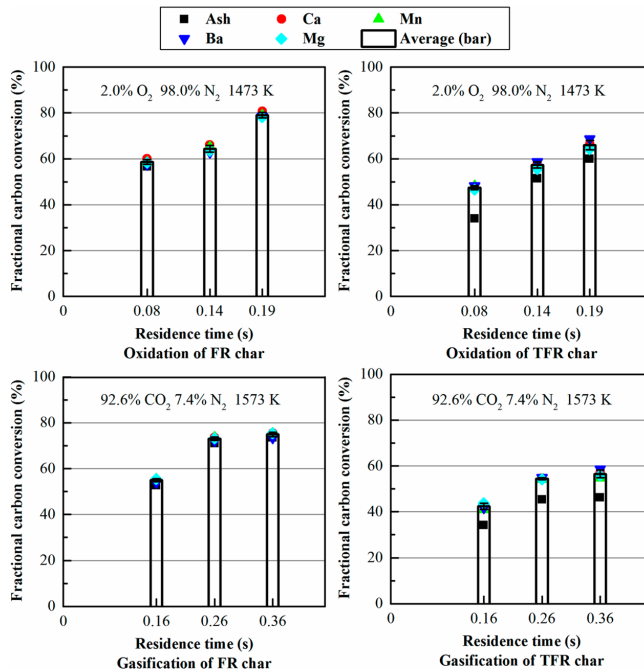 Ash Ca Mn
Ba Mg Average (bar)
Fractional carbon conversion (%)
100
80
60
40
20
0
2.0% O₂ 98.0% N₂ 1473 K
0 0.08 0.14 0.19
Residence time (s)
Oxidation of FR char
Fractional carbon conversion (%)
100
80
60
40
20
0
2.0% O₂ 98.0% N₂ 1473 K
0 0.08 0.14 0.19
Residence time (s)
Oxidation of TFR char
Fractional carbon conversion (%)
100
80
60
40
20
0
92.6% CO₂ 7.4% N₂ 1573 K
0 0.16 0.26 0.36
Residence time (s)
Gasification of FR char
Fractional carbon conversion (%)
100
80
60
40
20
0
92.6% CO₂ 7.4% N₂ 1573 K
0 0.16 0.26 0.36
Residence time (s)
Gasification of TFR char